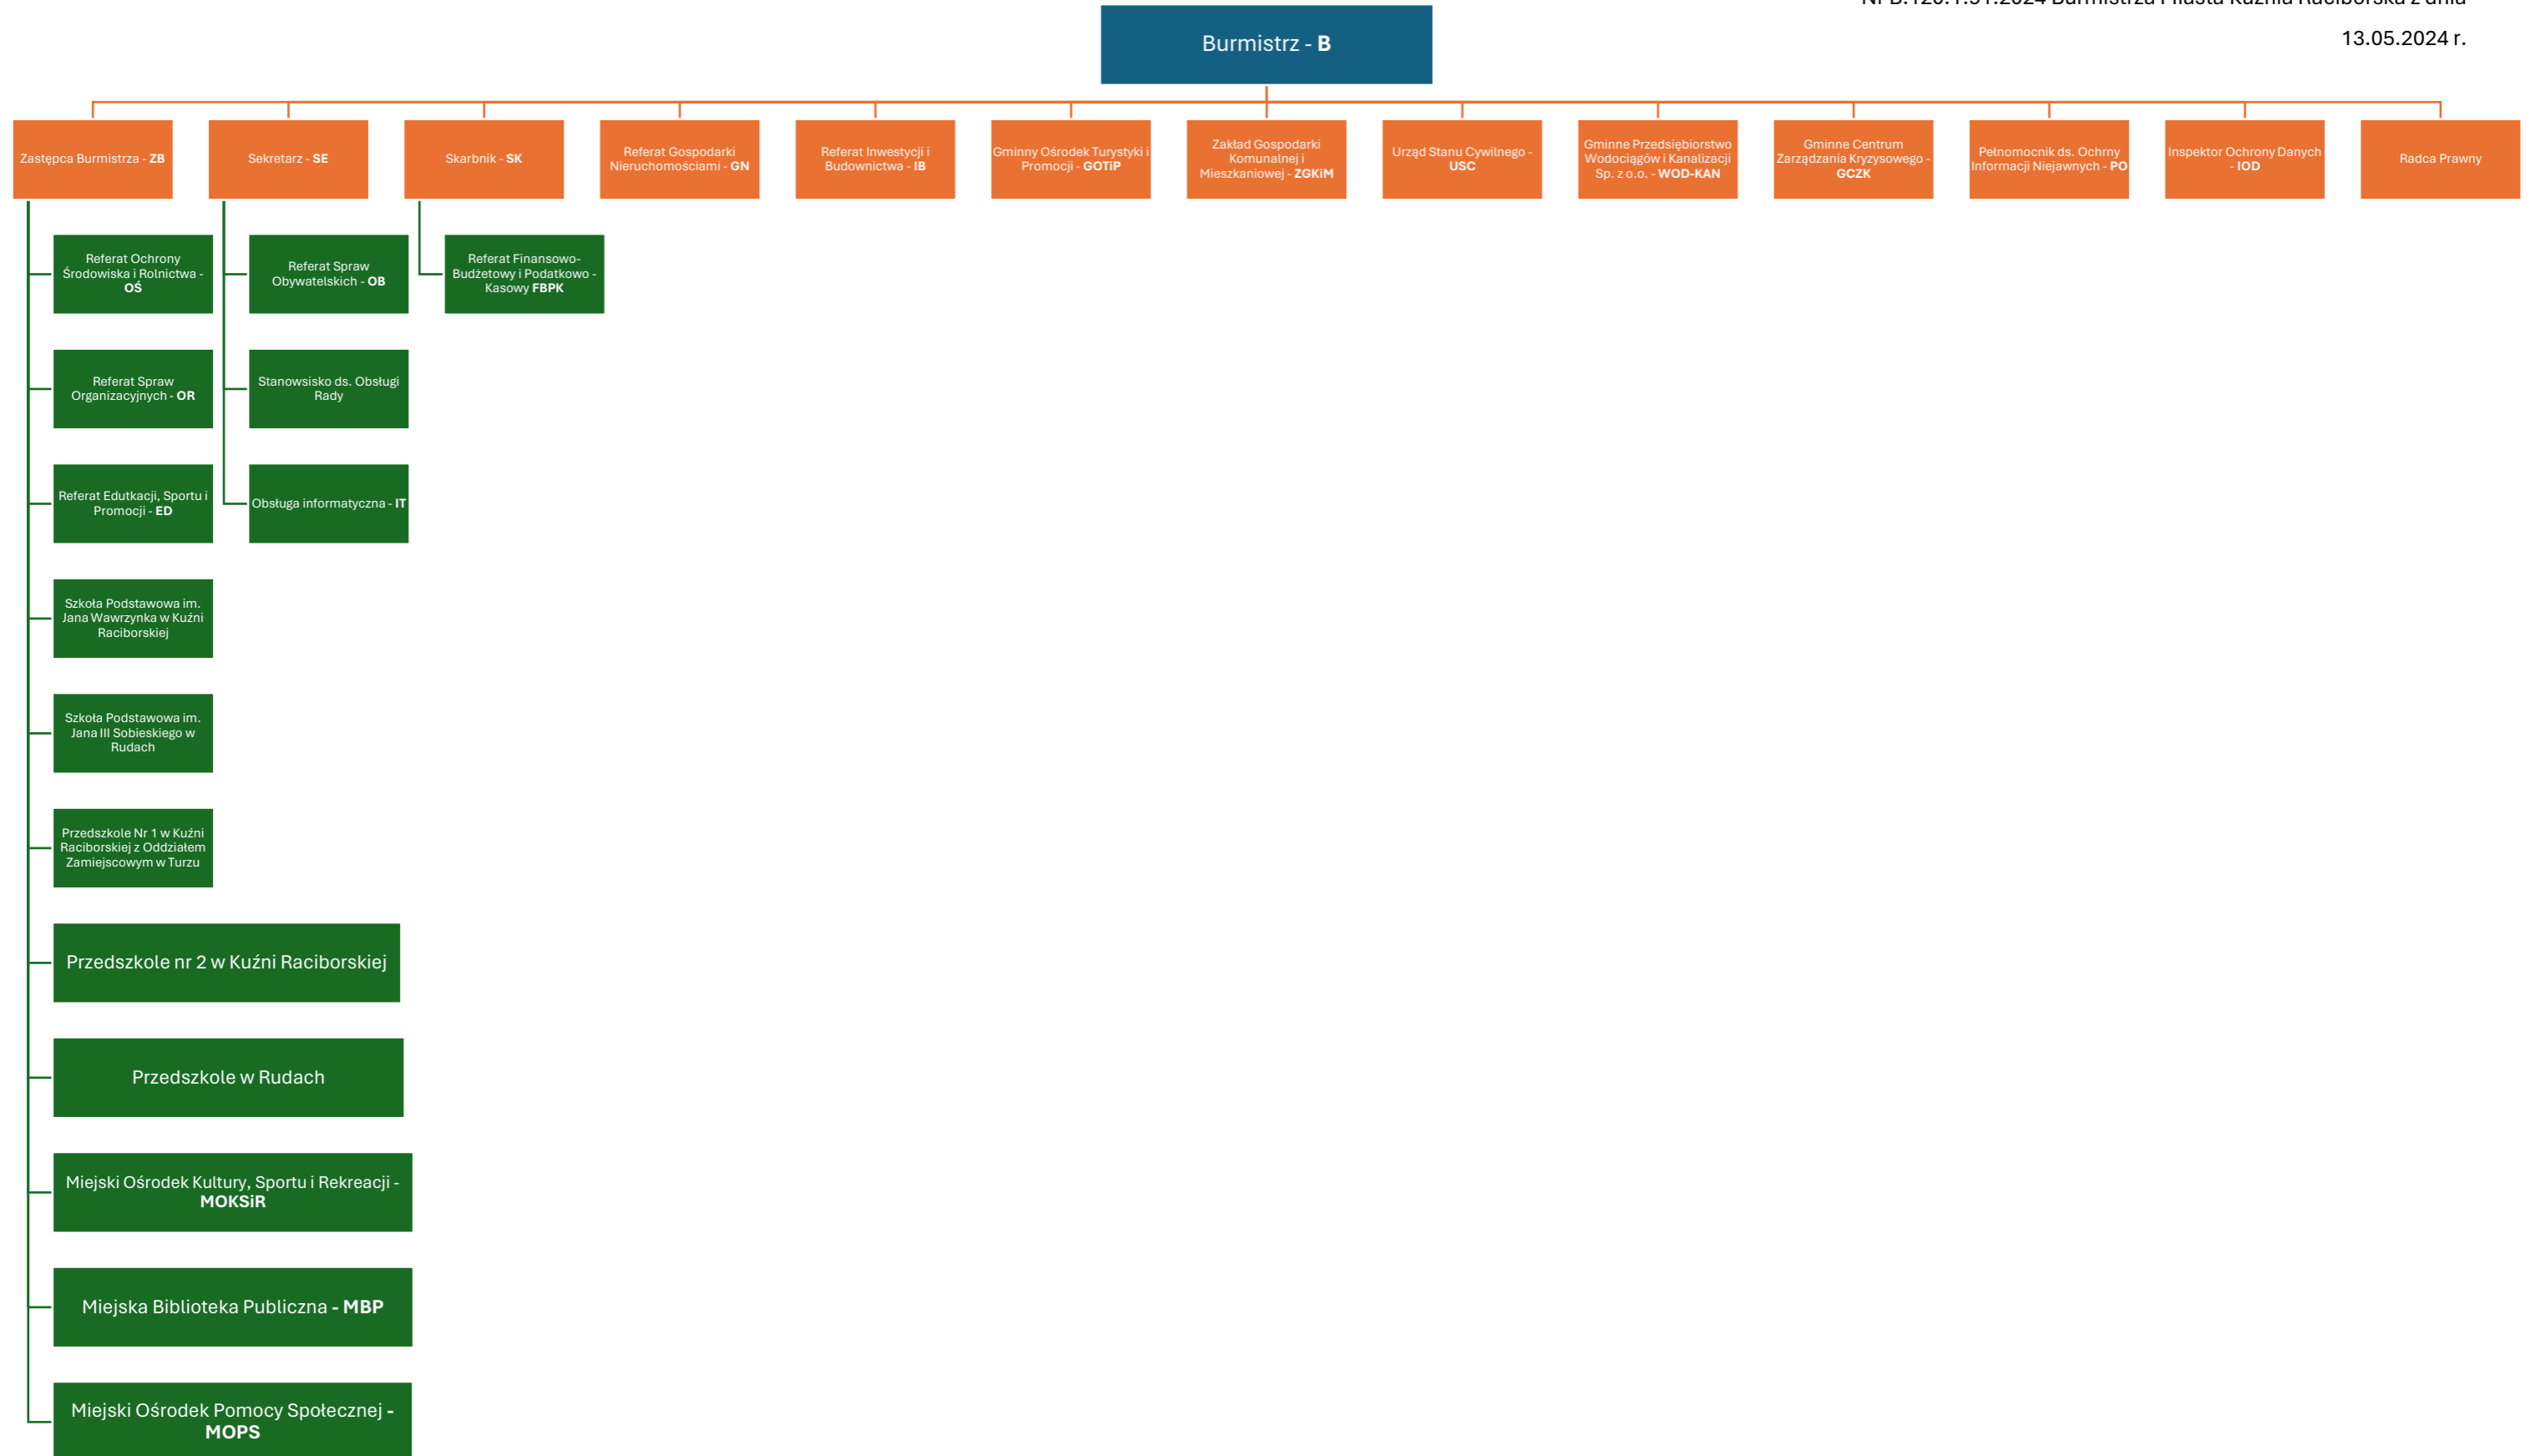 Burmistrza Miasta Kuźnia Raciborska z dnia
13.05.2024 r.
Burmistrz - B
Zastępca Burmistrza - ZB
Sekretarz - SE
Skarbnik - SK
Referat Gospodarki
Nieruchomościami - GN
Referat Inwestycji i
Budownictwa - IB
Gminny Ośrodek Turystyki i
Promocji - GOTiP
Zakład Gospodarki
Komunalnej i
Mieszkaniowej - ZGKiM
Urząd Stanu Cywilnego -
USC
Gminne Przedsiębiorstwo
Wodociągów i Kanalizacji
Sp. z o.o. - WOD-KAN
Gminne Centrum
Zarządzania Kryzysowego -
GCZK
Pełnomocnik ds. Ochrny
Informacji Niejawnych - PO
Inspektor Ochrony Danych
- IOD
Radca Prawny
Referat Ochrony
Środowiska i Rolnictwa -
OŚ
Referat Spraw
Organizacyjnych - OR
Referat Edutkacji, Sportu i
Promocji - ED
Szkoła Podstawowa im.
Jana Wawrzynka w Kuźni
Raciborskiej
Szkoła Podstawowa im.
Jana III Sobieskiego w
Rudach
Przedszkole Nr 1 w Kuźni
Raciborskiej z Oddziałem
Zamiejscowym w Turzu
Przedszkole nr 2 w Kuźni Raciborskiej
Przedszkole w Rudach
Miejski Ośrodek Kultury, Sportu i Rekreacji -
MOKSiR
Miejska Biblioteka Publiczna - MBP
Miejski Ośrodek Pomocy Społecznej -
MOPS
Referat Spraw
Obywatelskich - OB
Stanowsisko ds. Obsługi
Rady
Obsługa informatyczna - IT
Referat Finansowo-
Budżetowy i Podatkowo -
Kasowy FBPK